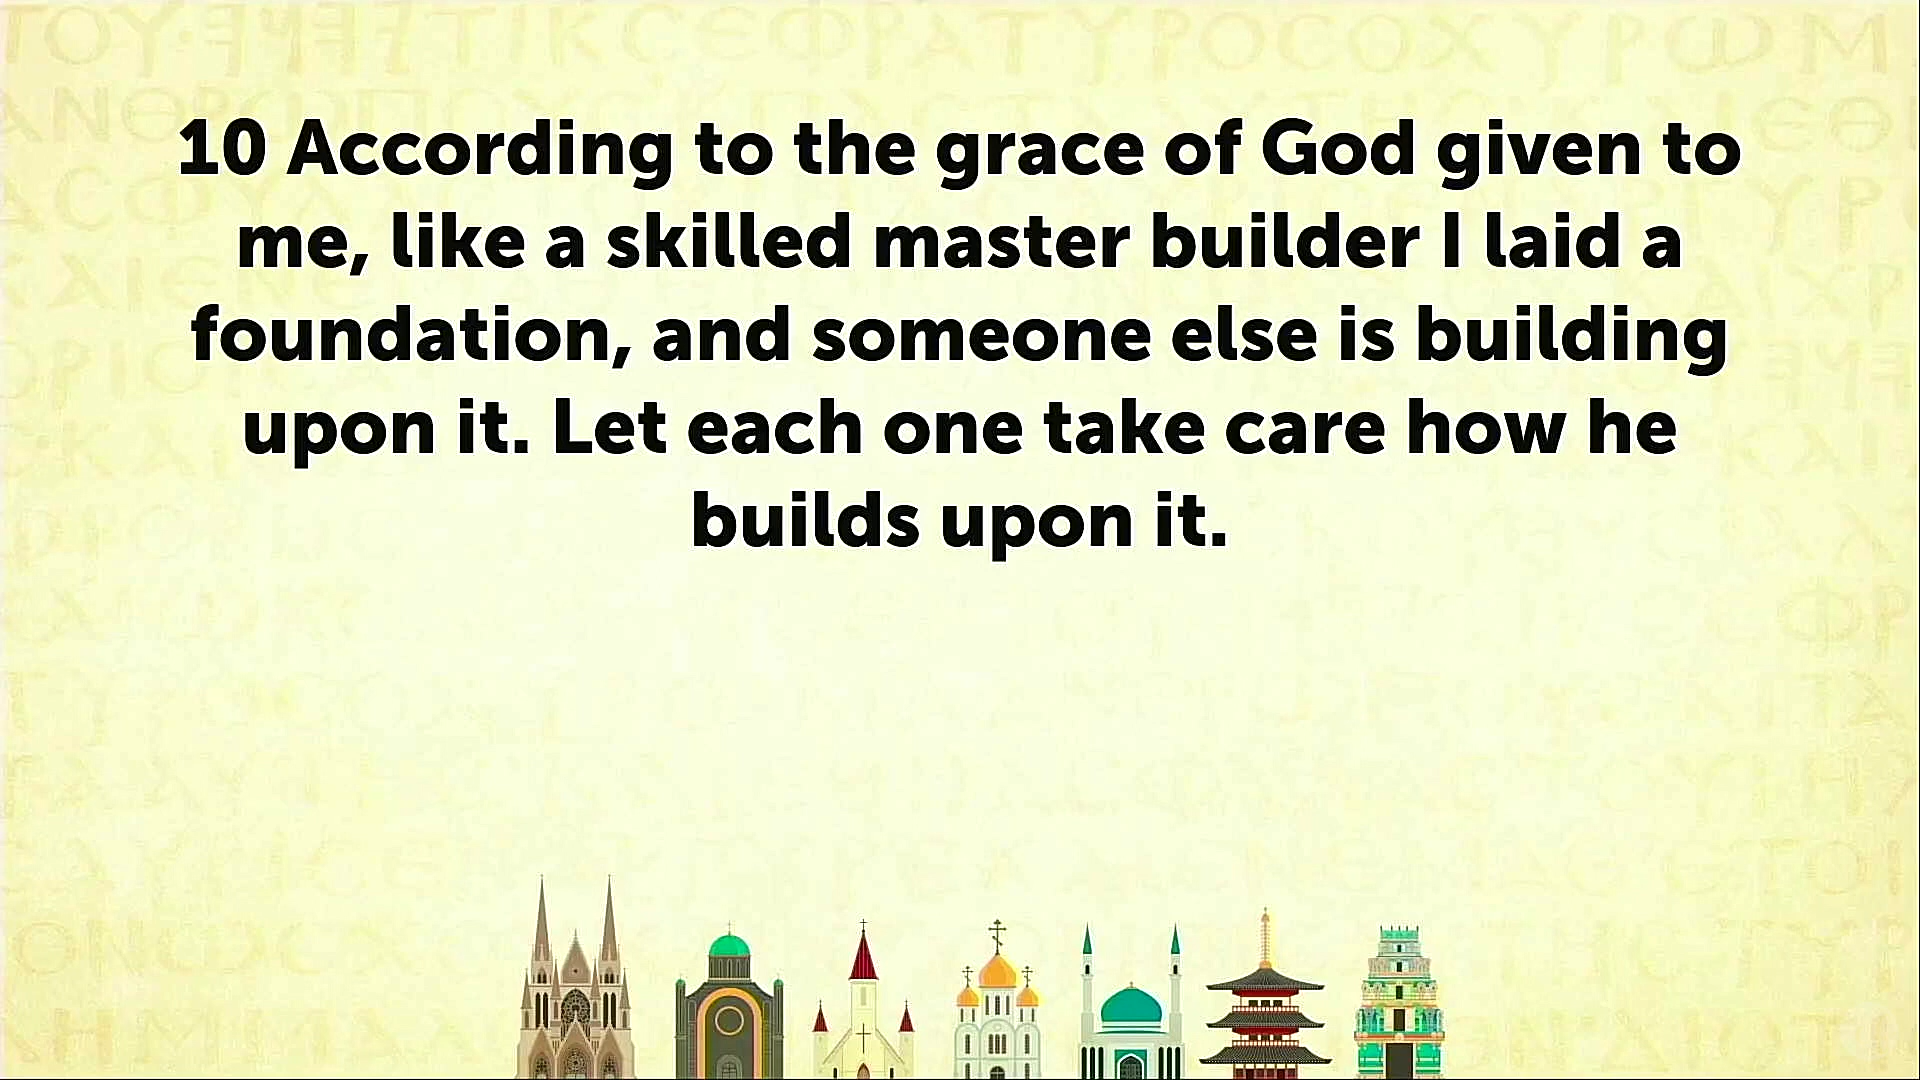 10 According to the grace of God given to
me, like a skilled master builder I laid a
foundation, and someone else is building
upon it. Let each one take care how he
builds upon it.